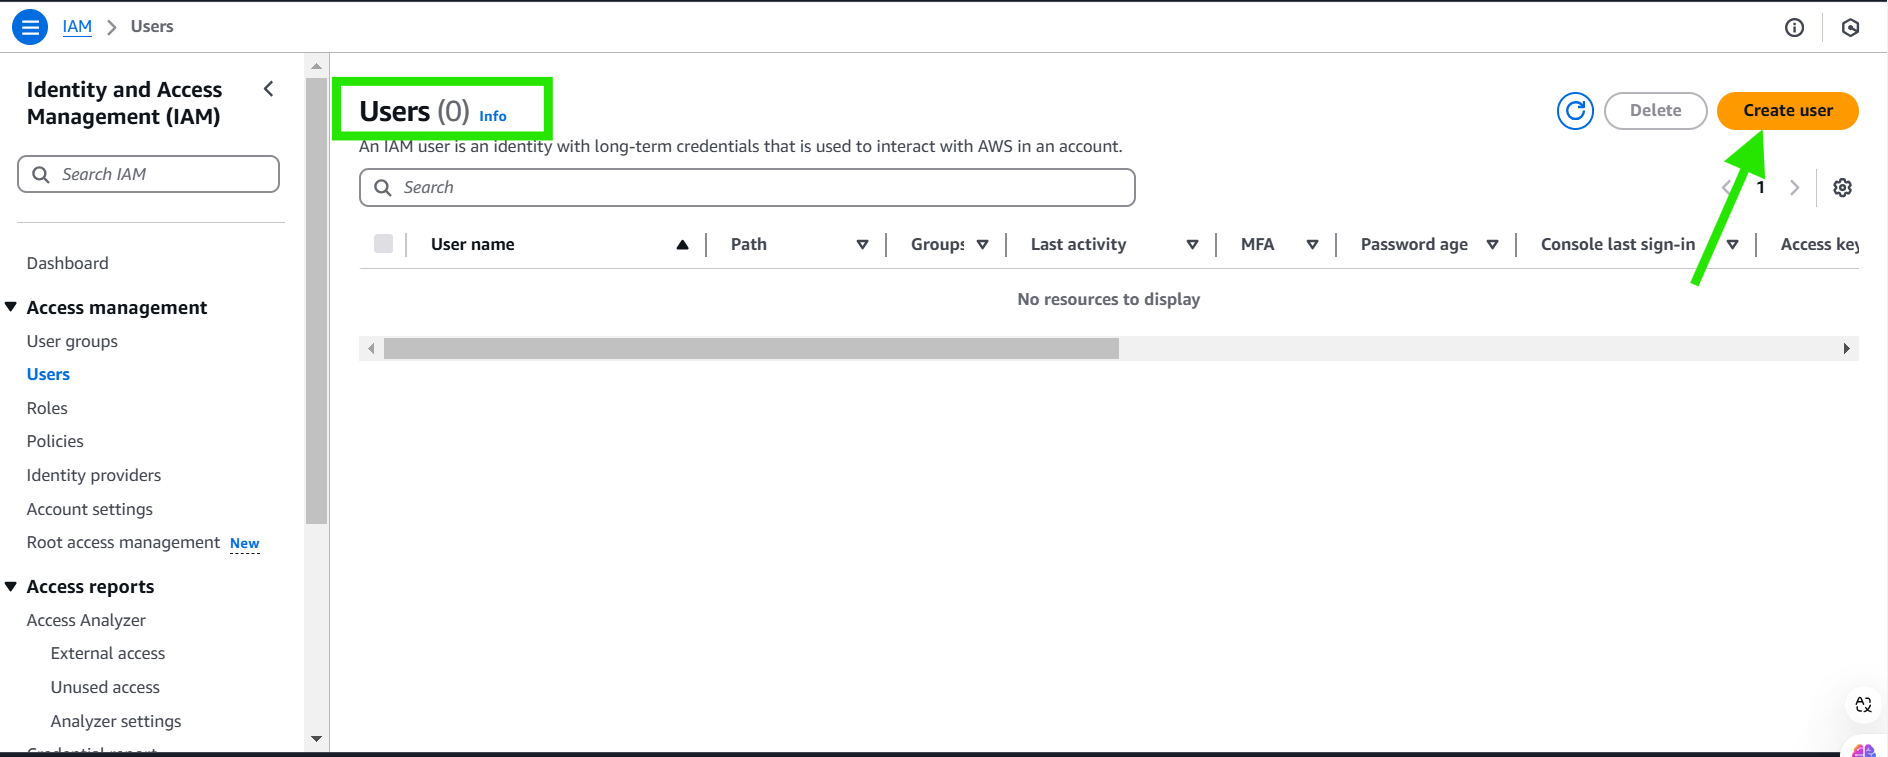 IAM > Users
Identity and Access
Management (IAM)
Search IAM
Dashboard
Access management
User groups
Users
Roles
Policies
Identity providers
Account settings
Root access management New
Access reports
Access Analyzer
External access
Unused access
Analyzer settings
Credential report
Users (0) Info
Delete
Create user
An IAM user is an identity with long-term credentials that is used to interact with AWS in an account.
Search
1
User name
Path
Groups
Last activity
MFA
Password age
Console last sign-in
Access key
No resources to display